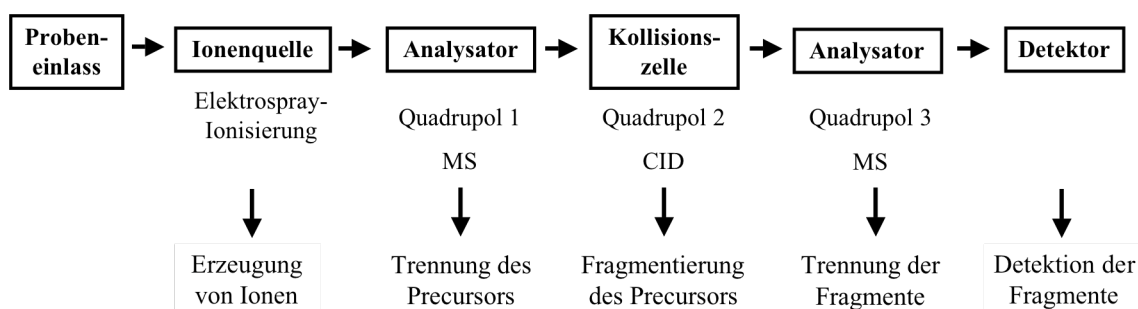 Proben-
einlass
Ionenquelle
Analysator
Kollisions-
zelle
Analysator
Detektor
Elektrospray-
Ionisierung
Quadrupol 1
Quadrupol 2
Quadrupol 3
MS
CID
MS
Erzeugung
von Ionen
Trennung des
Precursors
Fragmentierung
des Precursors
Trennung der
Fragmente
Detektion der
Fragmente